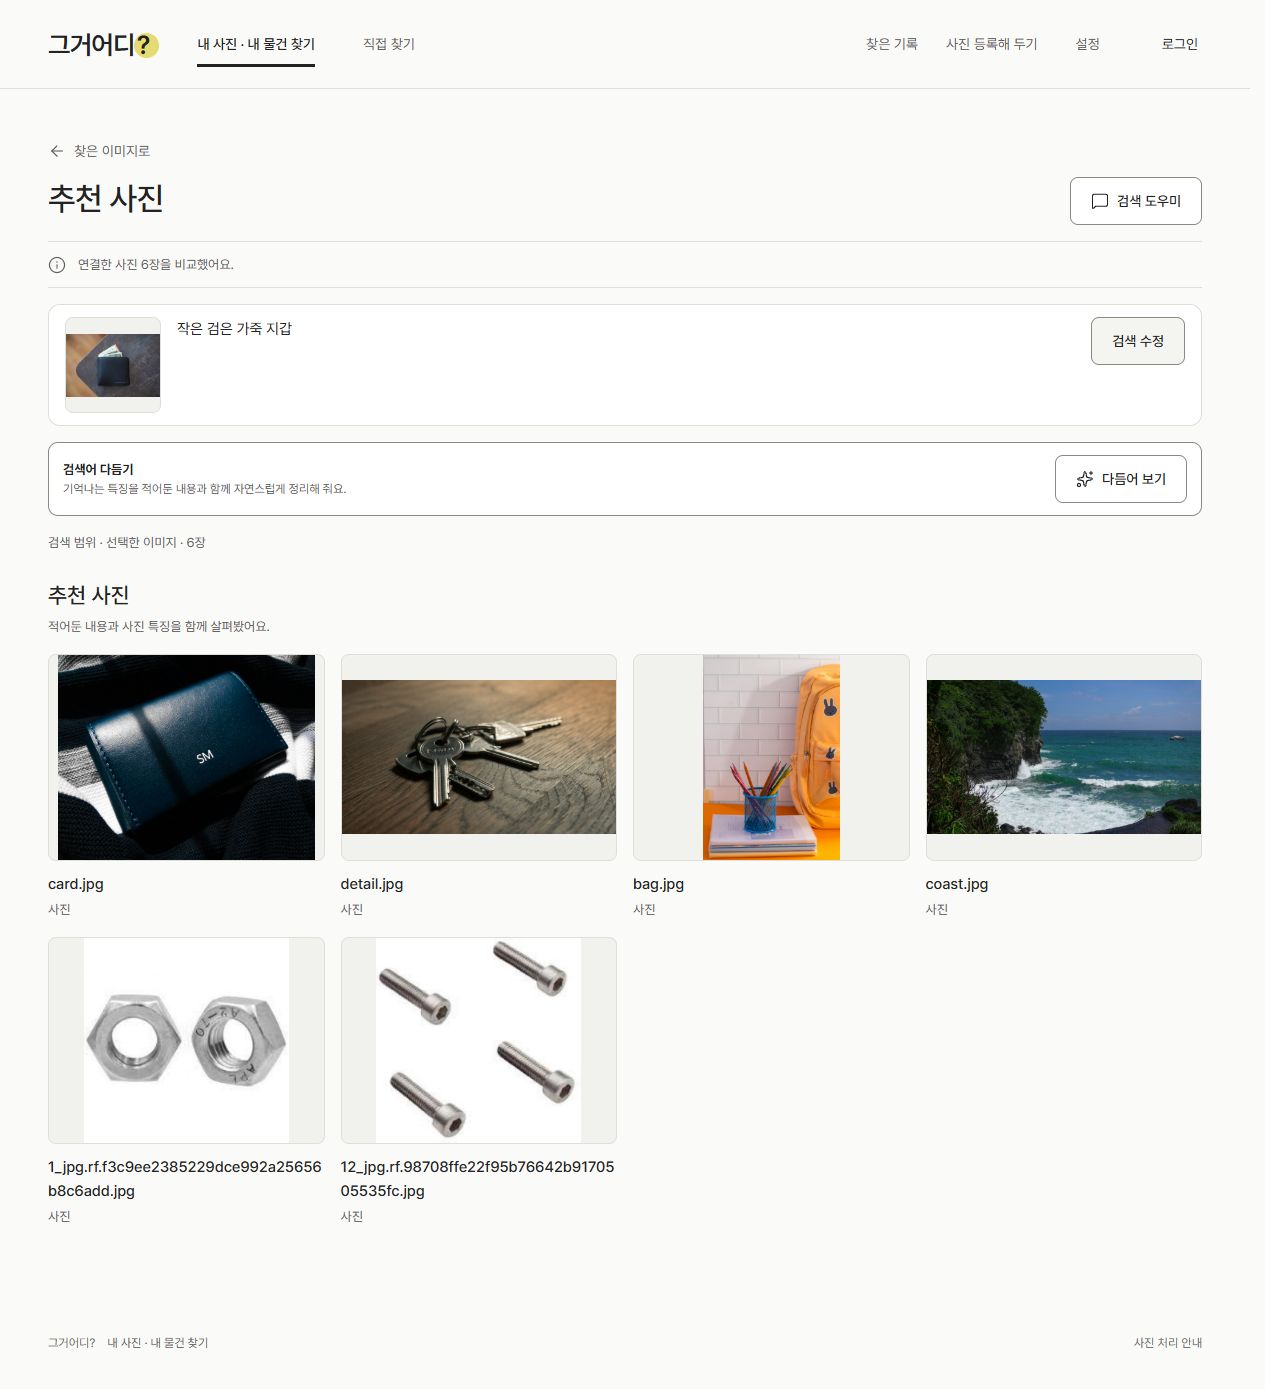 그거어디?
내 사진 · 내 물건 찾기
직접 찾기
찾은 기록
사진 등록해 두기
설정
로그인
찾은 이미지로
추천 사진
검색 도우미
연결한 사진 6장을 비교했어요.
작은 검은 가죽 지갑
검색 수정
검색어 다듬기
기억나는 특징을 적어둔 내용과 함께 자연스럽게 정리해 줘요.
다듬어 보기
검색 범위 · 선택한 이미지 · 6장
추천 사진
적어둔 내용과 사진 특징을 함께 살펴봤어요.
SM
card.jpg
사진
detail.jpg
사진
bag.jpg
사진
coast.jpg
사진
1_jpg.rf.f3c9ee2385229dce992a25656
b8c6add.jpg
사진
12_jpg.rf.98708ffe22f95b76642b91705
05535fc.jpg
사진
그거어디?
내 사진 · 내 물건 찾기
사진 처리 안내